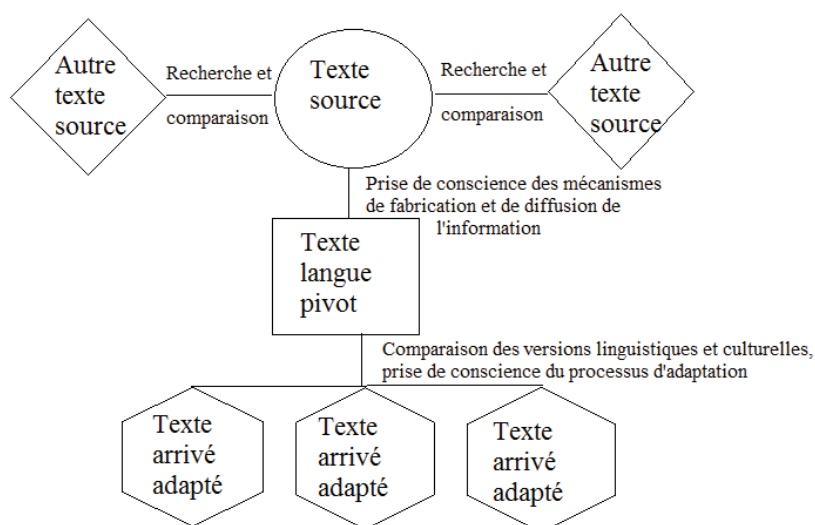 Autre
texte
source
Recherche et
comparaison
Texte
source
Recherche et
comparaison
Autre
texte
source
Prise de conscience des mécanismes
de fabrication et de diffusion de
l'information
Texte
langue
pivot
Comparaison des versions linguistiques et culturelles,
prise de conscience du processus d'adaptation
Texte
arrivé
adapté
Texte
arrivé
adapté
Texte
arrivé
adapté